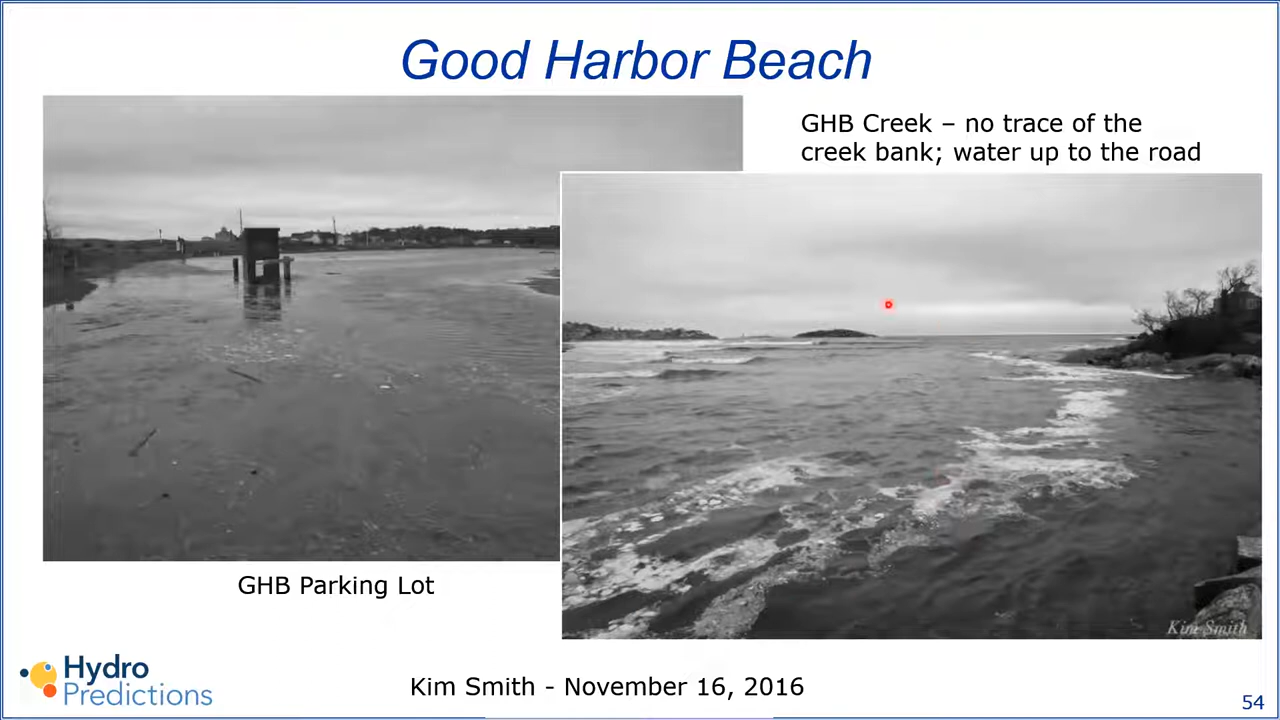 Good Harbor Beach
GHB Creek – no trace of the
creek bank; water up to the road
Kim Smith
GHB Parking Lot
Hydro
Predictions
Kim Smith - November 16, 2016
54